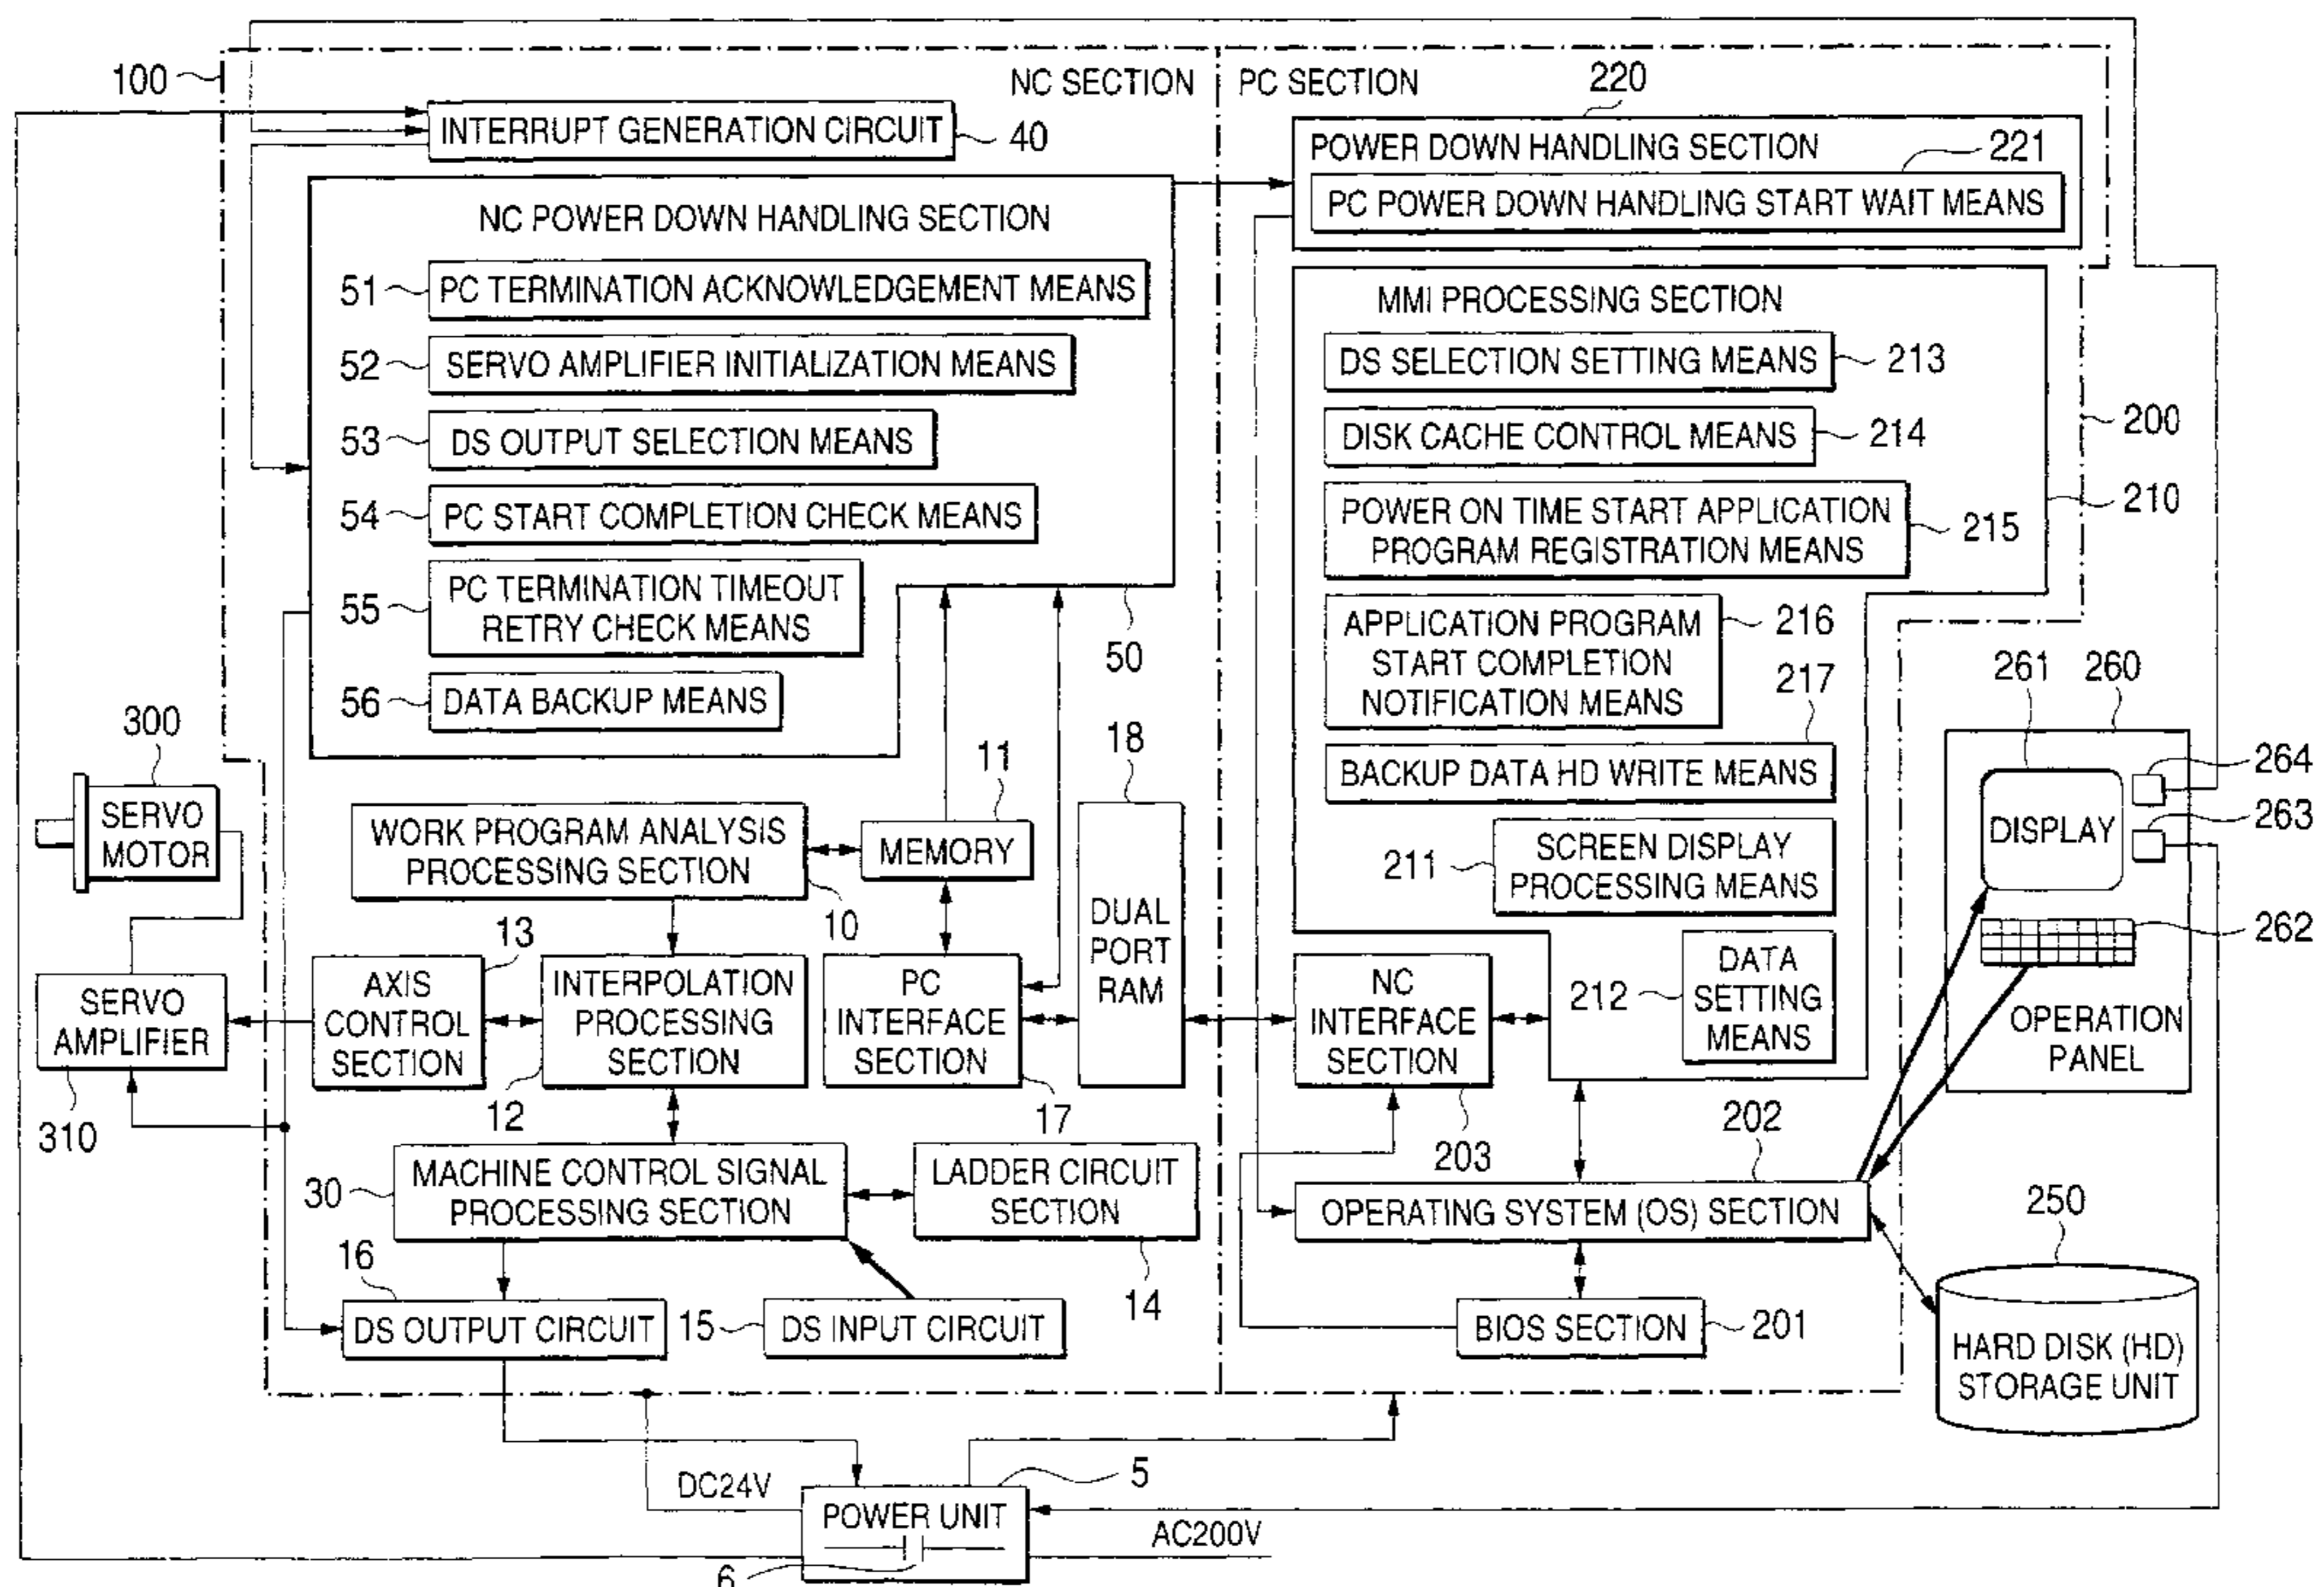 100
NC SECTION
PC SECTION
220
INTERRUPT GENERATION CIRCUIT
40
POWER DOWN HANDLING SECTION
221
PC POWER DOWN HANDLING START WAIT MEANS
NC POWER DOWN HANDLING SECTION
51
PC TERMINATION ACKNOWLEDGEMENT MEANS
52
SERVO AMPLIFIER INITIALIZATION MEANS
53
DS OUTPUT SELECTION MEANS
54
PC START COMPLETION CHECK MEANS
55
PC TERMINATION TIMEOUT
RETRY CHECK MEANS
56
DATA BACKUP MEANS
50
MMI PROCESSING SECTION
DS SELECTION SETTING MEANS
213
DISK CACHE CONTROL MEANS
214
200
210
POWER ON TIME START APPLICATION
PROGRAM REGISTRATION MEANS
215
APPLICATION PROGRAM
START COMPLETION
NOTIFICATION MEANS
216
217
BACKUP DATA HD WRITE MEANS
211
SCREEN DISPLAY
PROCESSING MEANS
212
DATA
SETTING
MEANS
261
260
264
263
DISPLAY
262
OPERATION
PANEL
300
SERVO
MOTOR
WORK PROGRAM ANALYSIS
PROCESSING SECTION
10
11
MEMORY
18
DUAL
PORT
RAM
13
AXIS
CONTROL
SECTION
INTERPOLATION
PROCESSING
SECTION
12
PC
INTERFACE
SECTION
17
NC
INTERFACE
SECTION
203
SERVO
AMPLIFIER
310
30
MACHINE CONTROL SIGNAL
PROCESSING SECTION
LADDER CIRCUIT
SECTION
14
202
OPERATING SYSTEM (OS) SECTION
250
HARD DISK (HD)
STORAGE UNIT
16
DS OUTPUT CIRCUIT
15
DS INPUT CIRCUIT
BIOS SECTION
201
DC24V
5
POWER UNIT
AC200V
6